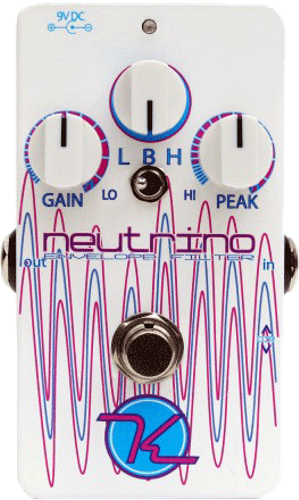 9V DC
L B H
GAIN
LO
HI
PEAK
neutrino
out
ENVELOPE FILTER
in
K